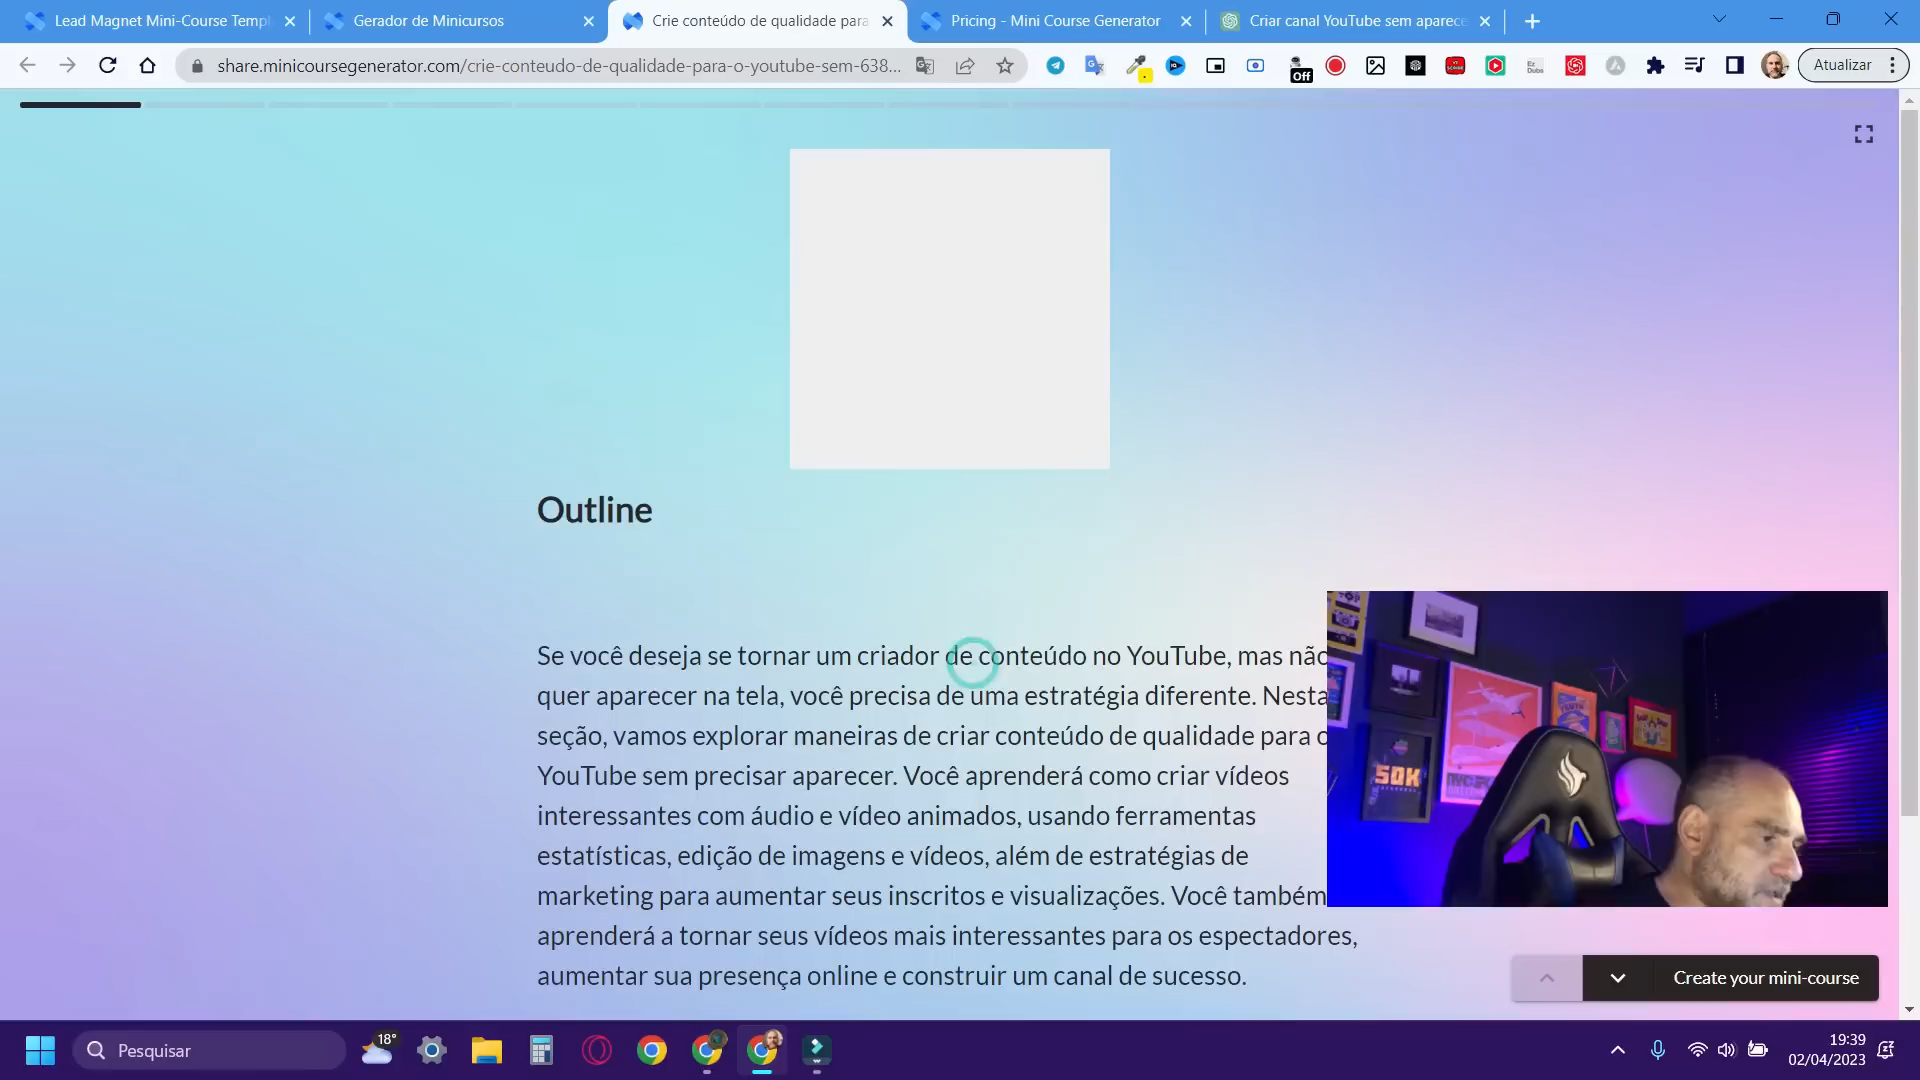 Lead Magnet Mini-Course Templ
Gerador de Minicursos
Crie conteúdo de qualidade para
Pricing - Mini Course Generator
Criar canal YouTube sem aparece
share.minicoursegenerator.com/crie-conteudo-de-qualidade-para-o-youtube-sem-638...
Off
Atualizar
Outline
Se você deseja se tornar um criador de conteúdo no YouTube, mas não
quer aparecer na tela, você precisa de uma estratégia diferente. Nesta
seção, vamos explorar maneiras de criar conteúdo de qualidade para o
YouTube sem precisar aparecer. Você aprenderá como criar vídeos
interessantes com áudio e vídeo animados, usando ferramentas
estatísticas, edição de imagens e vídeos, além de estratégias de
marketing para aumentar seus inscritos e visualizações. Você também
aprenderá a tornar seus vídeos mais interessantes para os espectadores,
aumentar sua presença online e construir um canal de sucesso.
SOK
Create your mini-course
Pesquisar
18°
19:39
02/04/2023